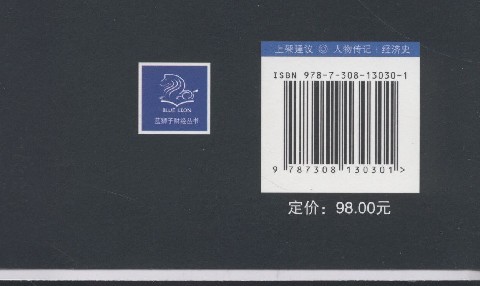 上架建议 ◎ 人物传记·经济史
ISBN 978-7-308-13030-1
BLUE LION
蓝狮子财经丛书
9 787308 130301 >
定价：98.00元